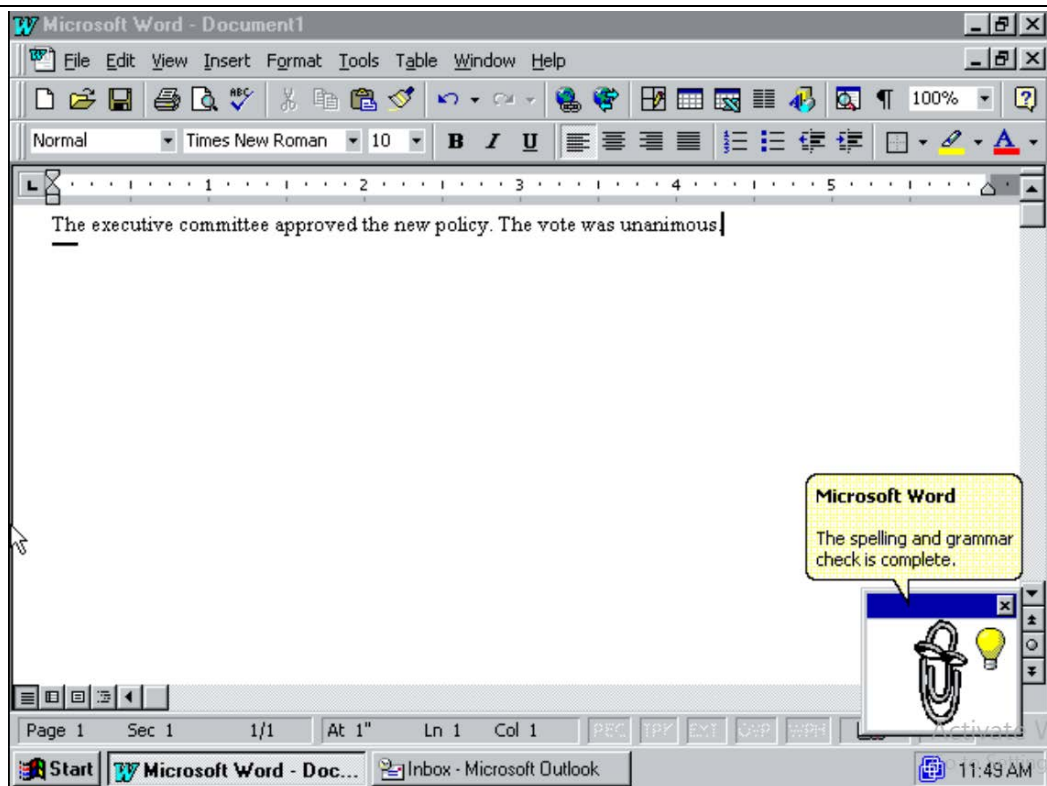 Microsoft Word - Document1
File Edit View Insert Format Tools Table Window Help
ABC 100%
Normal Times New Roman 10 B I U A
1 2 3 4 5
The executive committee approved the new policy. The vote was unanimous.
Microsoft Word
The spelling and grammar
check is complete.
Page 1 Sec 1 1/1 At 1" Ln 1 Col 1 REC TRK EXT OVR WPH
Activate
Start Microsoft Word - Doc... Inbox - Microsoft Outlook 11:49 AM